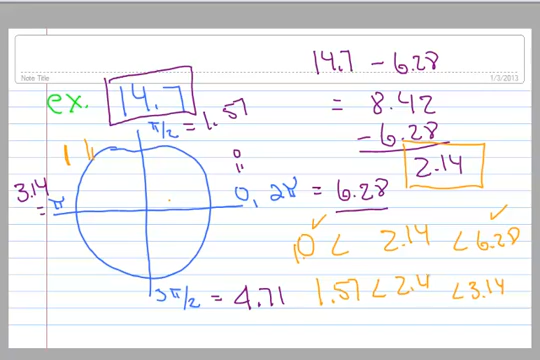 Note Title
1/3/2013
ex. 14.7
14.7 - 6.28
= 8.42
- 6.28
2.14
π/2 = 1.57
3.14 = π
0 =
0, 2π = 6.28
3π/2 = 4.71
0 < 2.14 < 6.28
1.57 < 2.4 < 3.14